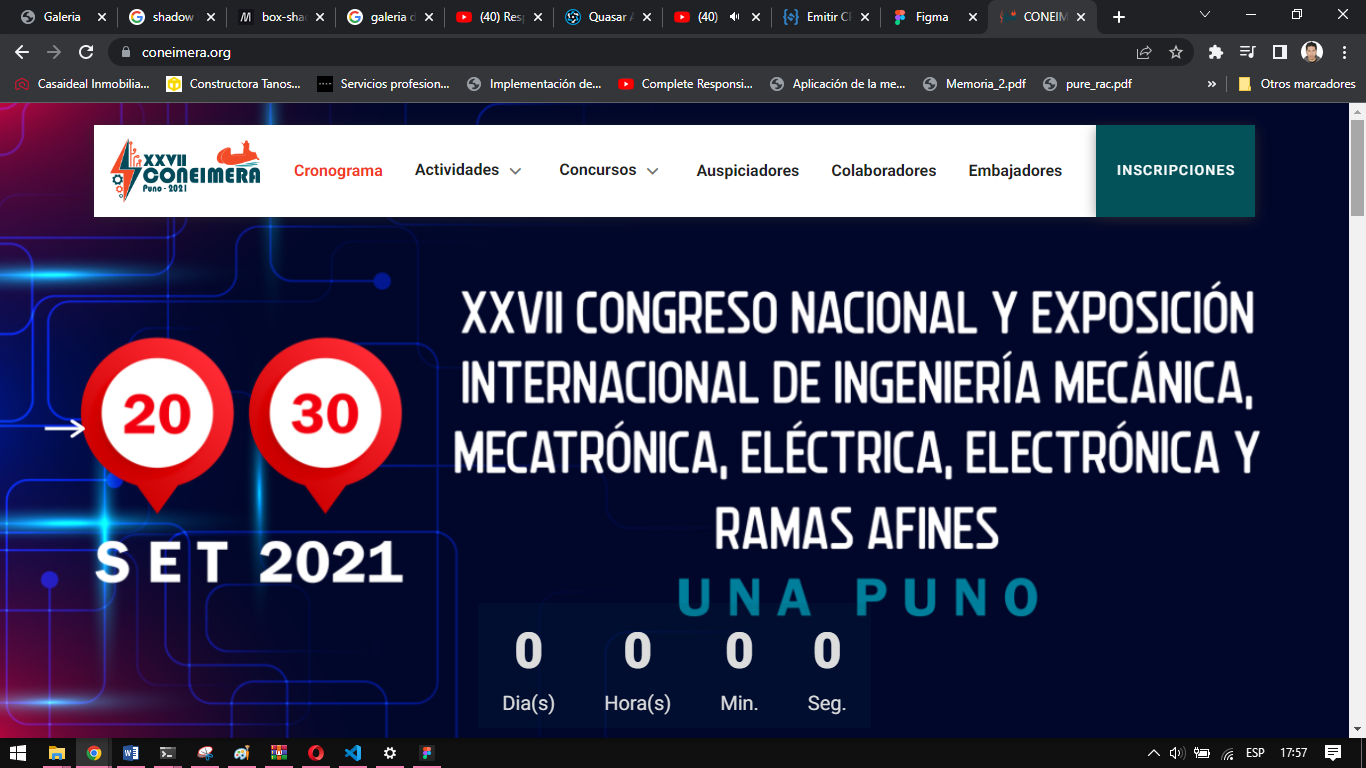 Galeria
shadow
box-sha
galeria d
(40) Resp
Quasar A
(40)
Emitir CP
Figma
CONEIM
coneimera.org
Casaideal Inmobilia...
Constructora Tanos...
Servicios profesion...
Implementación de...
Complete Responsi...
Aplicación de la me...
Memoria_2.pdf
pure_rac.pdf
»
Otros marcadores
XXVII
CONEIMERA
Puno - 2021
Cronograma
Actividades
Concursos
Auspiciadores
Colaboradores
Embajadores
INSCRIPCIONES
20
30
SET 2021
XXVII CONGRESO NACIONAL Y EXPOSICIÓN
INTERNACIONAL DE INGENIERÍA MECÁNICA,
MECATRÓNICA, ELÉCTRICA, ELECTRÓNICA Y
RAMAS AFINES
UNA PUNO
0 0 0 0
Dia(s) Hora(s) Min. Seg.
ESP
17:57